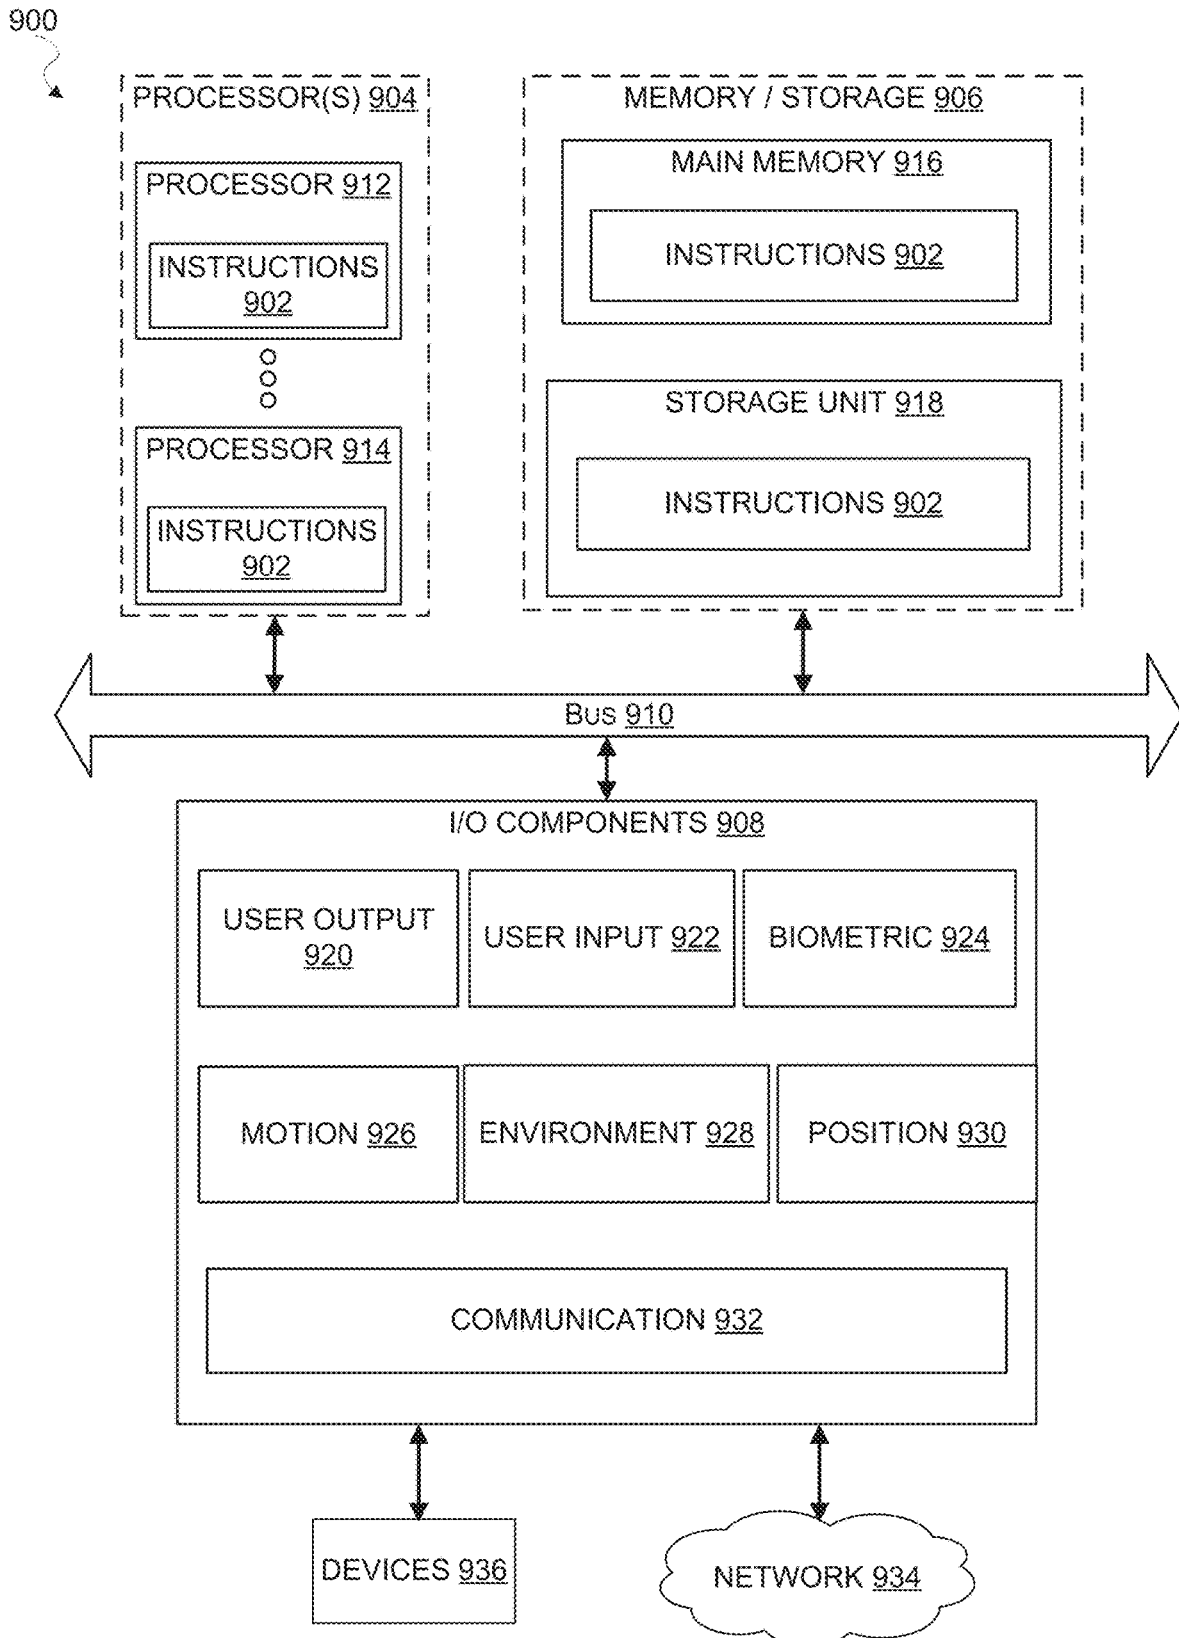 900
PROCESSOR(S) 904
PROCESSOR 912
INSTRUCTIONS
902
PROCESSOR 914
INSTRUCTIONS
902
MEMORY / STORAGE 906
MAIN MEMORY 916
INSTRUCTIONS 902
STORAGE UNIT 918
INSTRUCTIONS 902
BUS 910
I/O COMPONENTS 908
USER OUTPUT
920
USER INPUT 922
BIOMETRIC 924
MOTION 926
ENVIRONMENT 928
POSITION 930
COMMUNICATION 932
DEVICES 936
NETWORK 934